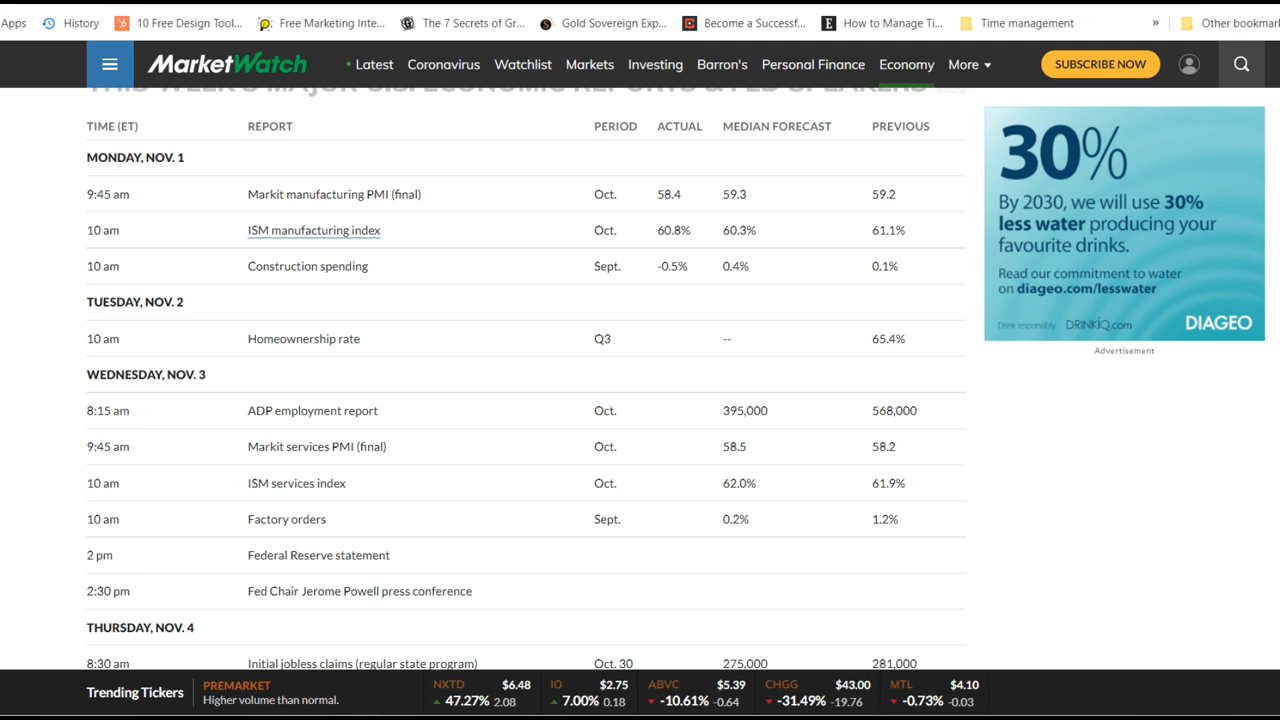 Apps History 10 Free Design Tool... Free Marketing Inte... The 7 Secrets of Gr... Gold Sovereign Exp... Become a Successf... How to Manage Ti... Time management » Other bookmar
MarketWatch • Latest Coronavirus Watchlist Markets Investing Barron's Personal Finance Economy More SUBSCRIBE NOW
THIS WEEK'S MAJOR U.S. ECONOMIC REPORTS & FED SPEAKERS
TIME (ET) REPORT PERIOD ACTUAL MEDIAN FORECAST PREVIOUS
MONDAY, NOV. 1
9:45 am Markit manufacturing PMI (final) Oct. 58.4 59.3 59.2
10 am ISM manufacturing index Oct. 60.8% 60.3% 61.1%
10 am Construction spending Sept. -0.5% 0.4% 0.1%
TUESDAY, NOV. 2
10 am Homeownership rate Q3 -- 65.4%
WEDNESDAY, NOV. 3
8:15 am ADP employment report Oct. 395,000 568,000
9:45 am Markit services PMI (final) Oct. 58.5 58.2
10 am ISM services index Oct. 62.0% 61.9%
10 am Factory orders Sept. 0.2% 1.2%
2 pm Federal Reserve statement
2:30 pm Fed Chair Jerome Powell press conference
THURSDAY, NOV. 4
8:30 am Initial jobless claims (regular state program) Oct. 30 275,000 281,000
30%
By 2030, we will use 30%
less water producing your
favourite drinks.
Read our commitment to water
on diageo.com/lesswater
Drink responsibly. DRINKiQ.com DIAGEO
Advertisement
Trending Tickers
PREMARKET
Higher volume than normal.
NXTD $6.48
47.27% 2.08
IO $2.75
7.00% 0.18
ABVC $5.39
-10.61% -0.64
CHGG $43.00
-31.49% -19.76
MTL $4.10
-0.73% -0.03